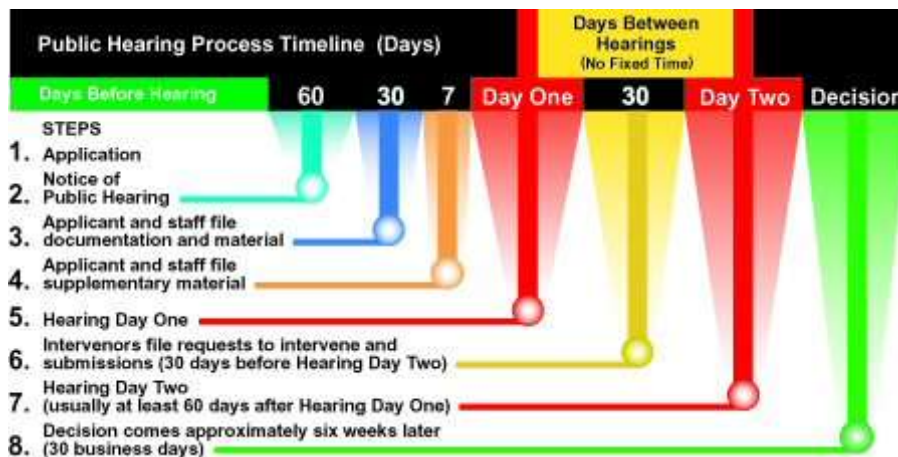 Public Hearing Process Timeline (Days)
Days Between
Hearings
(No Fixed Time)
Days Before Hearing 60 30 7 Day One 30 Day Two Decision
STEPS
1. Application
2. Notice of
Public Hearing
3. Applicant and staff file
documentation and material
4. Applicant and staff file
supplementary material
5. Hearing Day One
6. Intervenors file requests to intervene and
submissions (30 days before Hearing Day Two)
7. Hearing Day Two
(usually at least 60 days after Hearing Day One)
8. Decision comes approximately six weeks later
(30 business days)